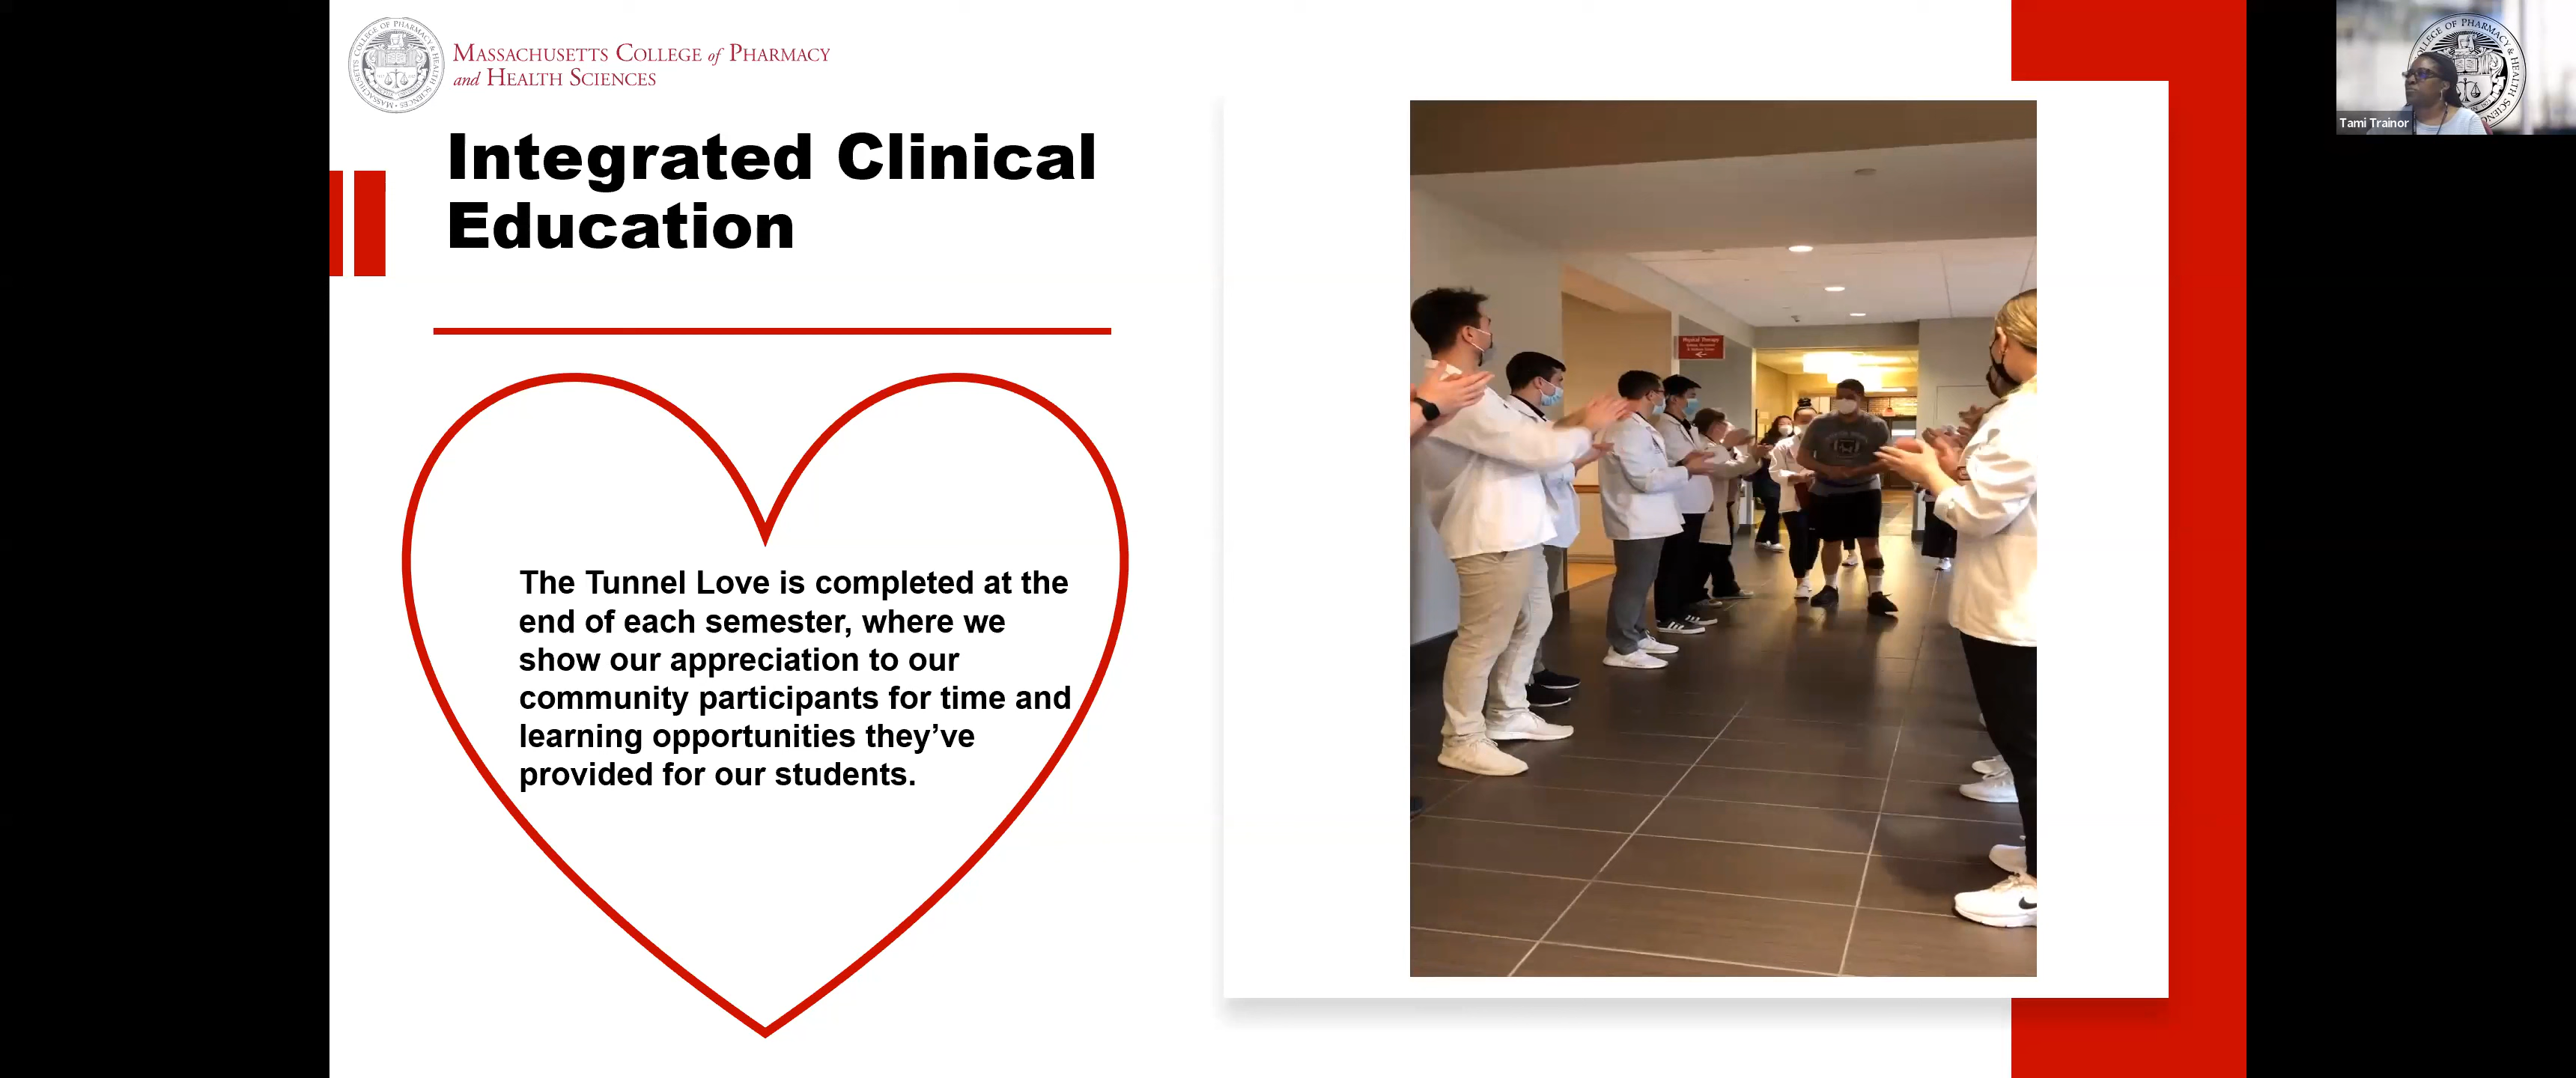 MASSACHUSETTS COLLEGE of PHARMACY
and HEALTH SCIENCES
Integrated Clinical
Education
The Tunnel Love is completed at the
end of each semester, where we
show our appreciation to our
community participants for time and
learning opportunities they’ve
provided for our students.
Physical Therapy
Tami Trainor